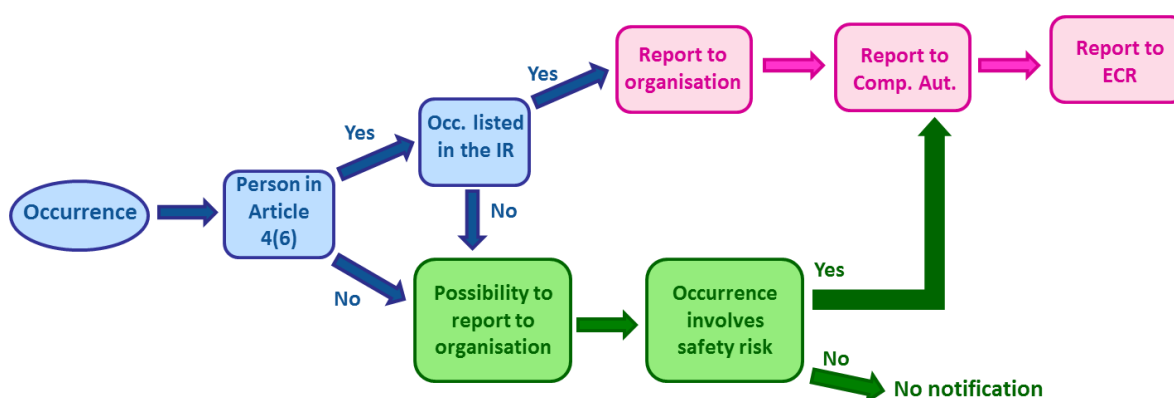 Occurrence
Person in
Article
4(6)
Yes
No
Occ. listed
in the IR
Yes
No
Report to
organisation
Report to
Comp. Aut.
Report to
ECR
Possibility to
report to
organisation
Occurrence
involves
safety risk
Yes
No
No notification